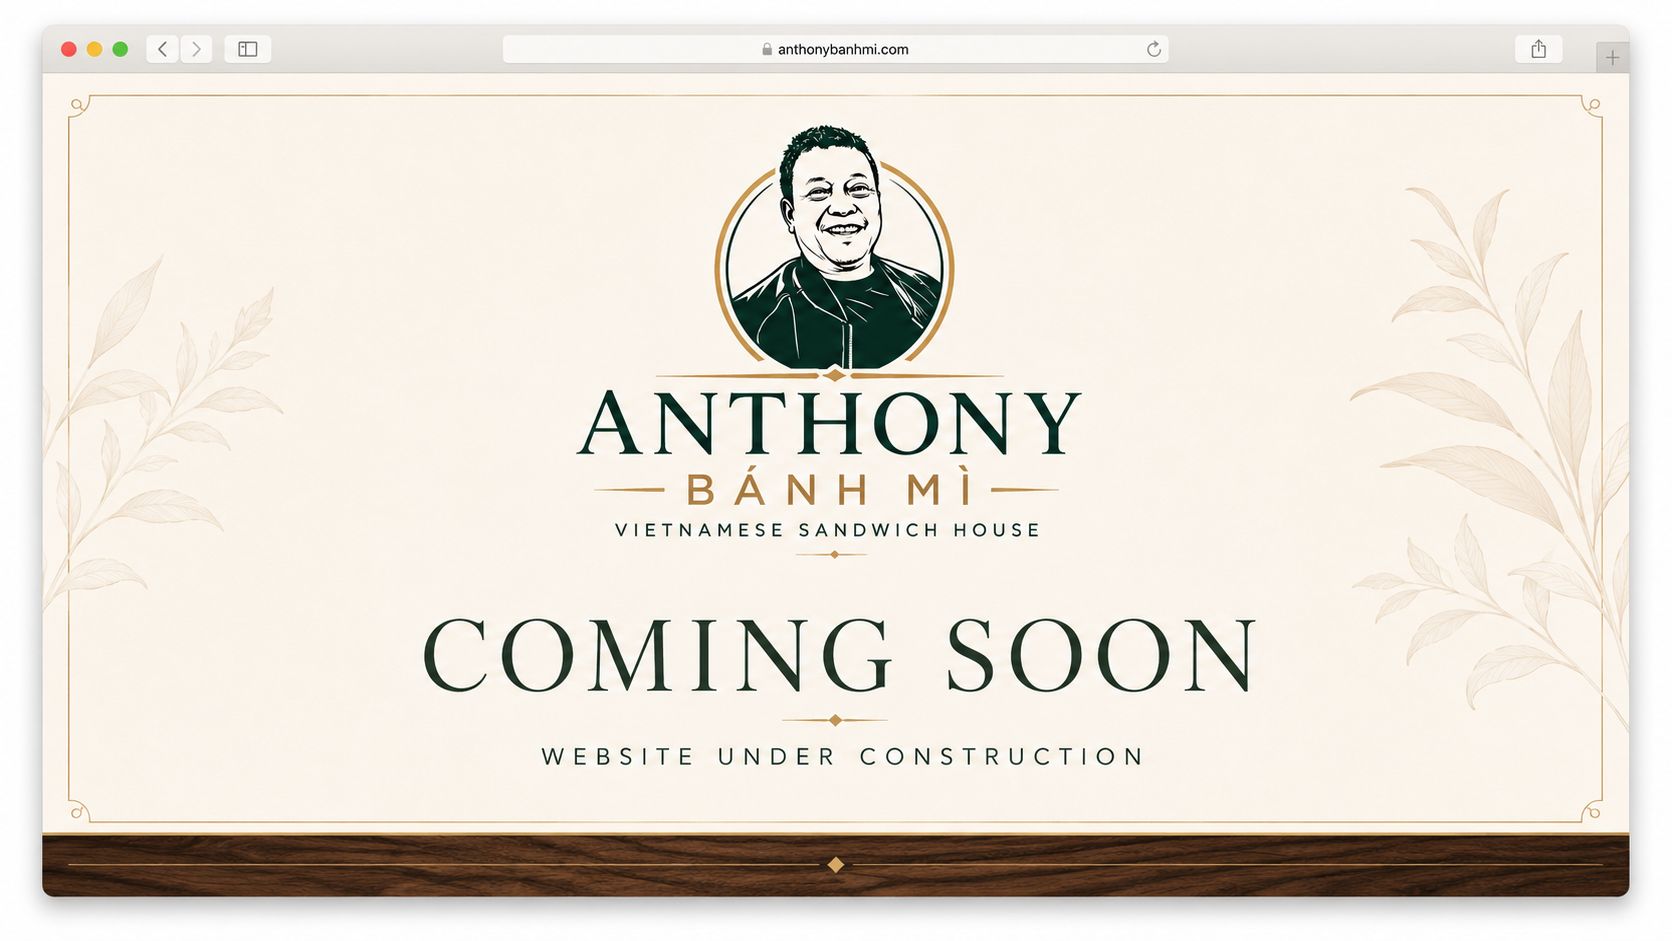 anthonybanhmi.com
ANTHONY
BÁNH MÌ
VIETNAMESE SANDWICH HOUSE
COMING SOON
WEBSITE UNDER CONSTRUCTION